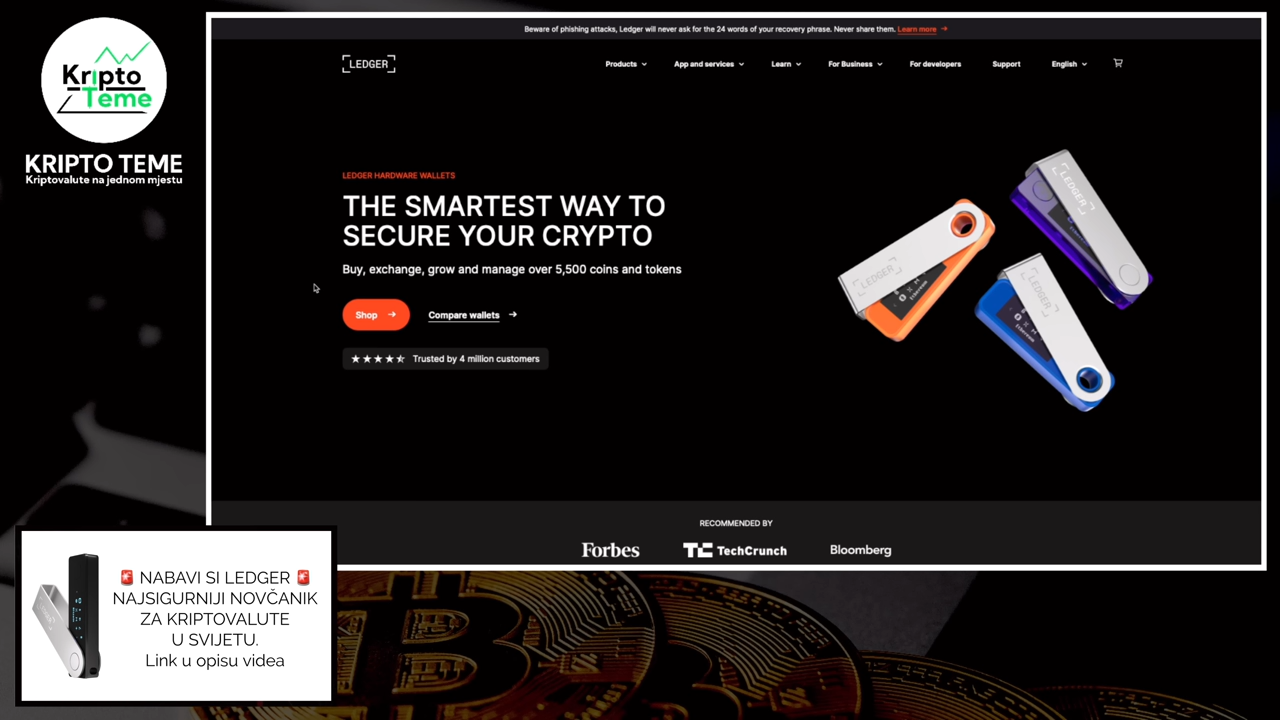 Kripto
Teme
KRIPTO TEME
Kriptovalute na jednom mjestu
Beware of phishing attacks, Ledger will never ask for the 24 words of your recovery phrase. Never share them. Learn more
LEDGER
Products
App and services
Learn
For Business
For developers
Support
English
LEDGER HARDWARE WALLETS
THE SMARTEST WAY TO
SECURE YOUR CRYPTO
Buy, exchange, grow and manage over 5,500 coins and tokens
Shop
Compare wallets
Trusted by 4 million customers
LEDGER
LEDGER
LEDGER
RECOMMENDED BY
Forbes
TC TechCrunch
Bloomberg
🚨 NABAVI SI LEDGER 🚨
NAJSIGURNIJI NOVČANIK
ZA KRIPTOVALUTE
U SVIJETU.
Link u opisu videa